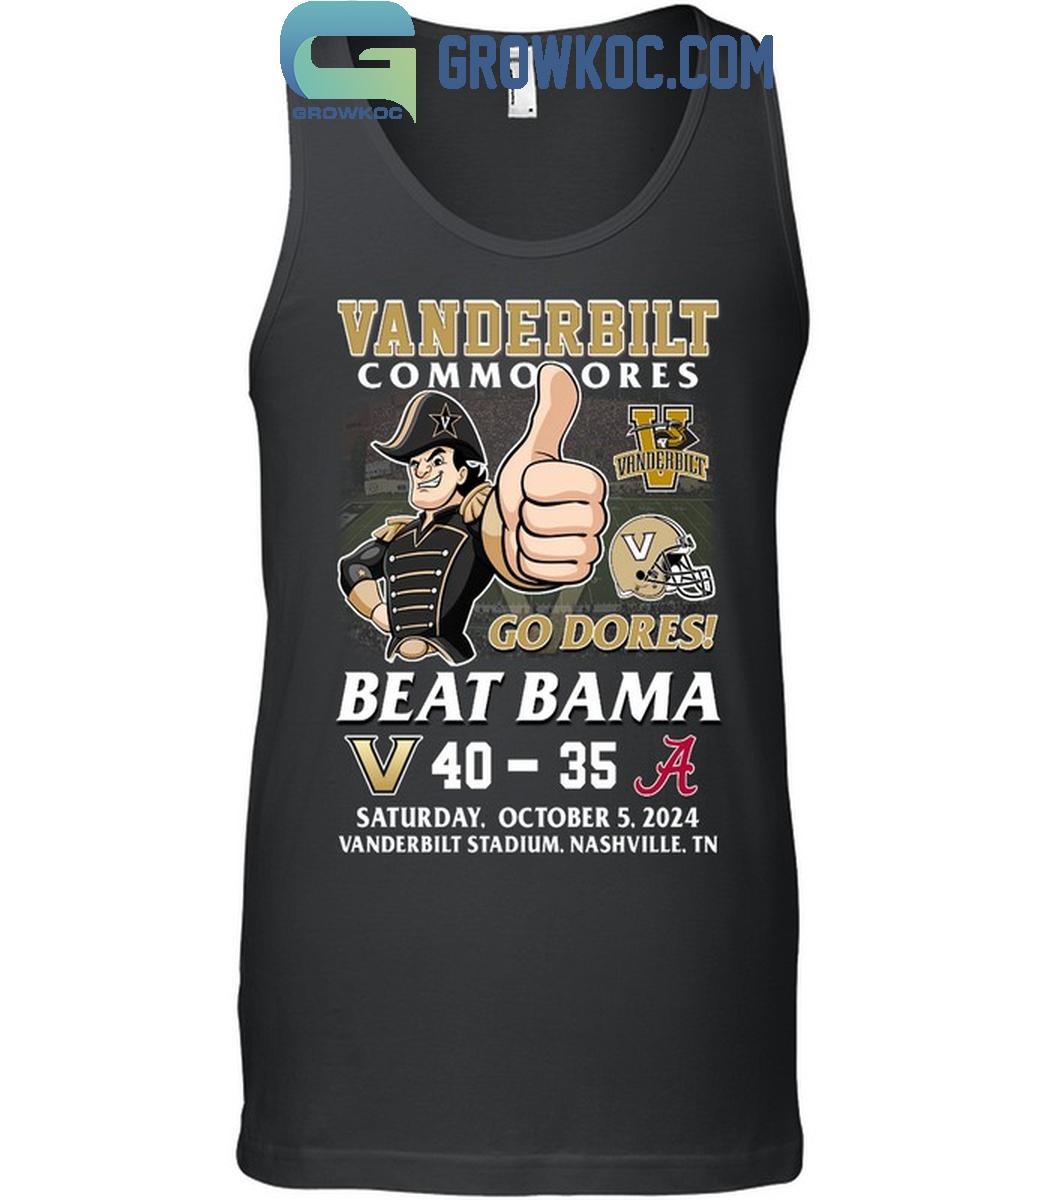 GROWKOC.COM
GROWKOC
VANDERBILT
COMMODORES
V
VANDERBILT
V
GO DORES!
BEAT BAMA
V 40 - 35 A
SATURDAY, OCTOBER 5, 2024
VANDERBILT STADIUM, NASHVILLE, TN